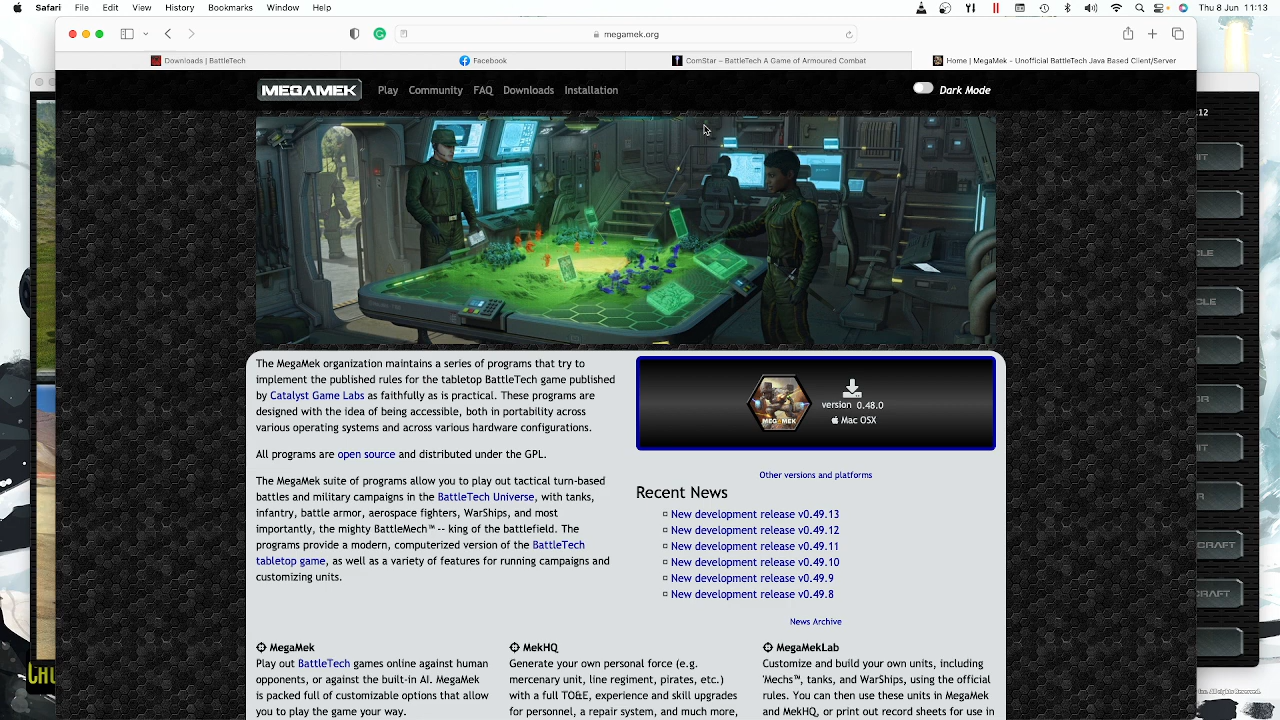 Safari File Edit View History Bookmarks Window Help Thu 8 Jun 11:13
megamek.org
Downloads | BattleTech
Facebook
ComStar – BattleTech A Game of Armoured Combat
Home | MegaMek - Unofficial BattleTech Java Based Client/Server
MEGAMEK Play Community FAQ Downloads Installation Dark Mode
The MegaMek organization maintains a series of programs that try to
implement the published rules for the tabletop BattleTech game published
by Catalyst Game Labs as faithfully as is practical. These programs are
designed with the idea of being accessible, both in portability across
various operating systems and across various hardware configurations.
All programs are open source and distributed under the GPL.
The MegaMek suite of programs allow you to play out tactical turn-based
battles and military campaigns in the BattleTech Universe, with tanks,
infantry, battle armor, aerospace fighters, WarShips, and most
importantly, the mighty BattleMech™ -- king of the battlefield. The
programs provide a modern, computerized version of the BattleTech
tabletop game, as well as a variety of features for running campaigns and
customizing units.
MEGAMEK
version 0.48.0
Mac OSX
Other versions and platforms
Recent News
New development release v0.49.13
New development release v0.49.12
New development release v0.49.11
New development release v0.49.10
New development release v0.49.9
New development release v0.49.8
News Archive
MegaMek
Play out BattleTech games online against human
opponents, or against the built-in AI. MegaMek
is packed full of customizable options that allow
you to play the game your way.
MekHQ
Generate your own personal force (e.g.
mercenary unit, line regiment, pirates, etc.)
with a full TO&E, experience and skill upgrades
for personnel, a repair system, and much more,
MegaMekLab
Customize and build your own units, including
'Mechs™, tanks, and WarShips, using the official
rules. You can then use these units in MegaMek
and MekHQ, or print out record sheets for use in
.12
CLE
CLE
CRAFT
CRAFT
Inc. All rights Reserved.